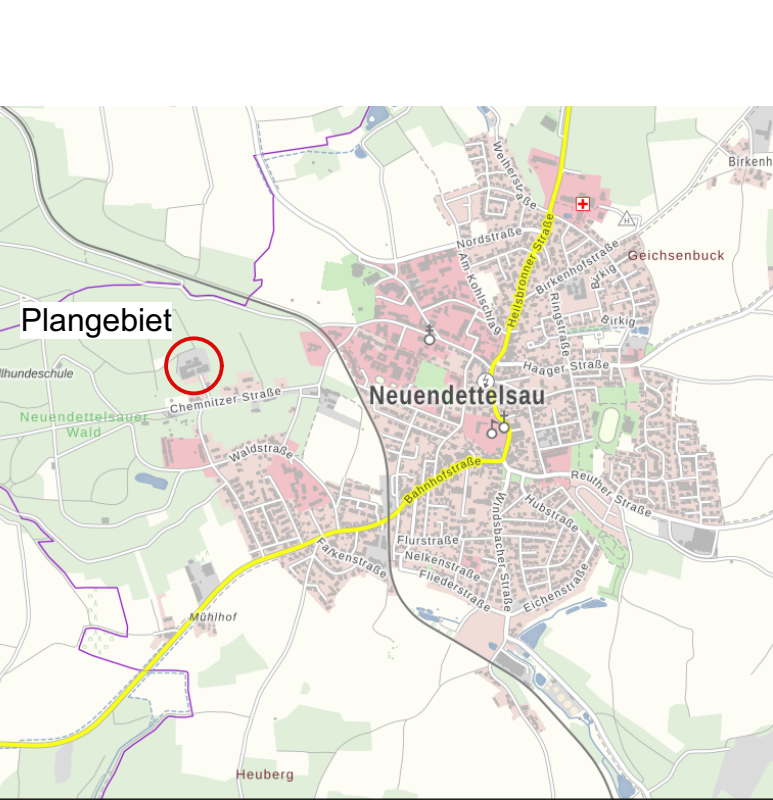 Birkenh
Weiherstraße
Nordstraße
Am Kohlschlag
Heilsbronner Straße
Birkenhofstraße
Birkig
Geichsenbuck
H
Ringstraße
Birkig
Plangebiet
llhundeschule
Haager Straße
Neuendettelsau
Chemnitzer Straße
Neuendettelsauer
Wald
Waldstraße
Bahnhofstraße
Reuther Straße
Windsbacher Straße
Hubstraße
Flurstraße
Falkenstraße
Nelkenstraße
Fliederstraße
Eichenstraße
Mühlhof
Heuberg